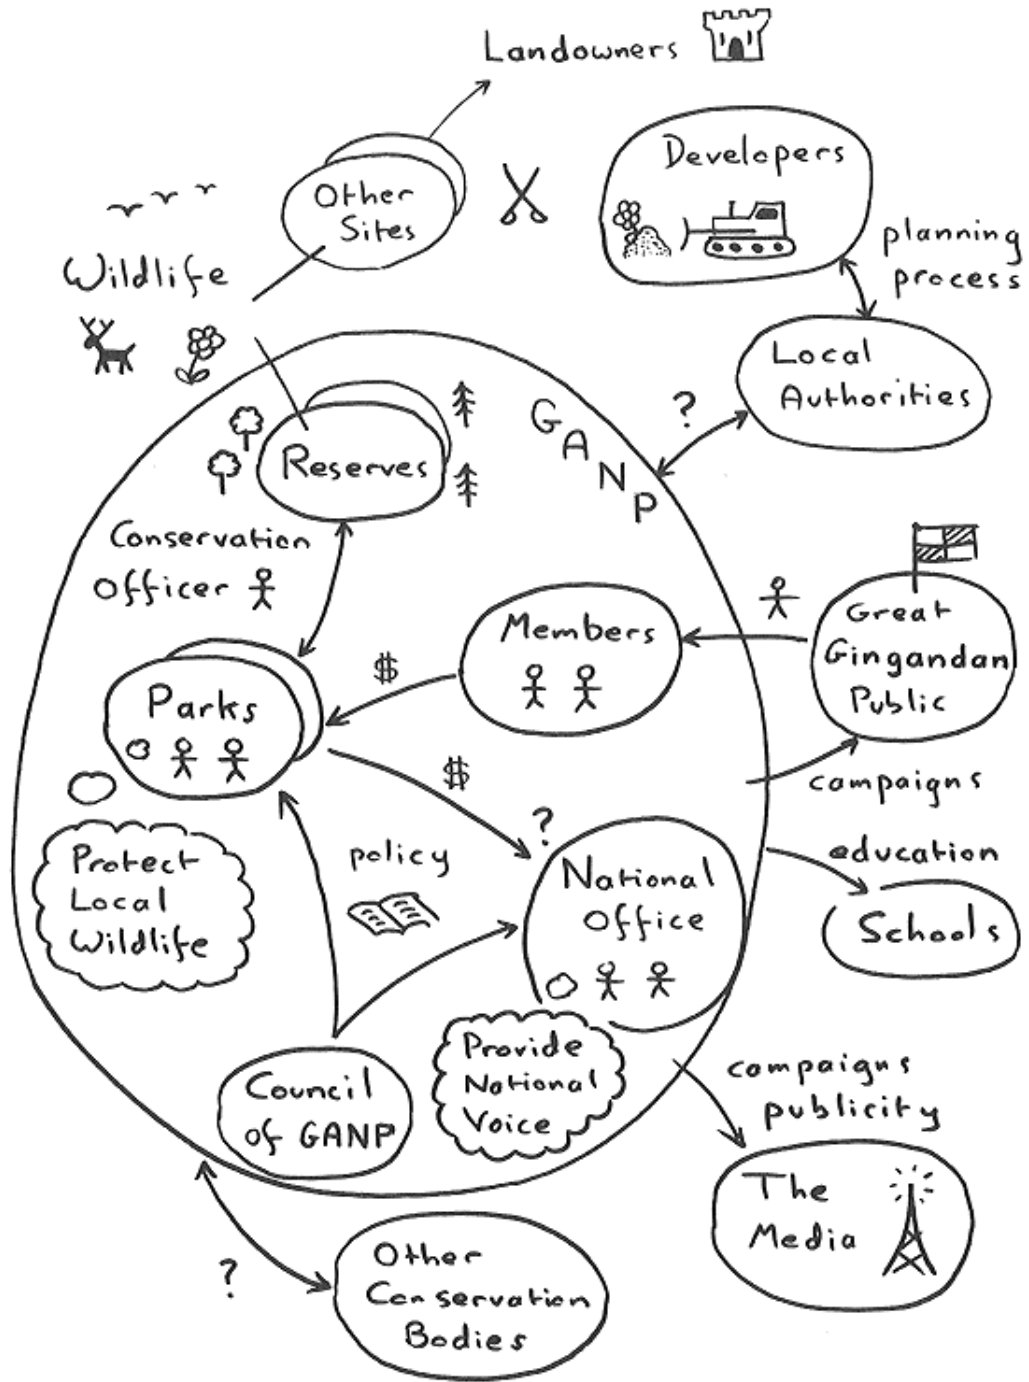 Landowners
Developers
Other
Sites
planning
process
Wildlife
Local
Authorities
?
G
A
N
P
Reserves
Conservation
Officer
Great
Gingandan
Public
Members
$
Parks
$
campaigns
?
policy
education
National
Office
Schools
Protect
Local
Wildlife
Provide
National
Voice
campaigns
publicity
Council
of GANP
The
Media
?
Other
Conservation
Bodies